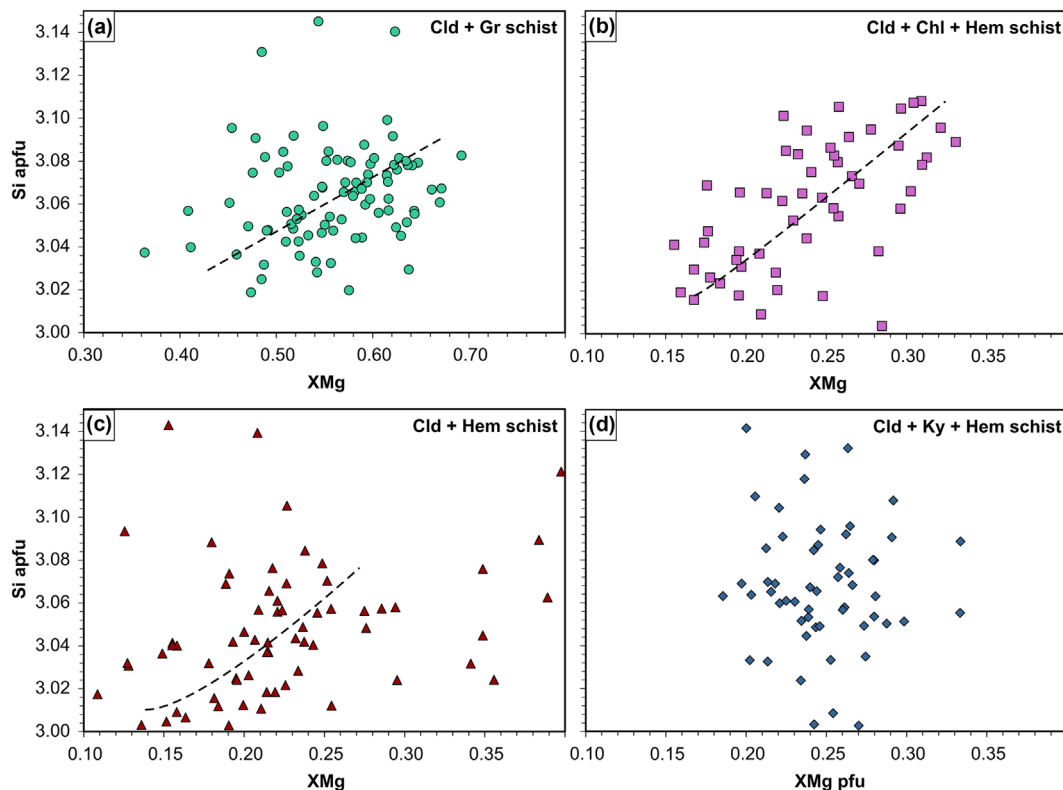 (a)
Cld + Gr schist
3.14
3.12
3.10
3.08
3.06
3.04
3.02
3.00
Si apfu
0.30
0.40
0.50
0.60
0.70
XMg
(b)
Cld + Chl + Hem schist
0.10
0.15
0.20
0.25
0.30
0.35
XMg
(c)
Cld + Hem schist
3.14
3.12
3.10
3.08
3.06
3.04
3.02
3.00
Si apfu
0.10
0.15
0.20
0.25
0.30
0.35
XMg
(d)
Cld + Ky + Hem schist
0.10
0.15
0.20
0.25
0.30
0.35
XMg pfu